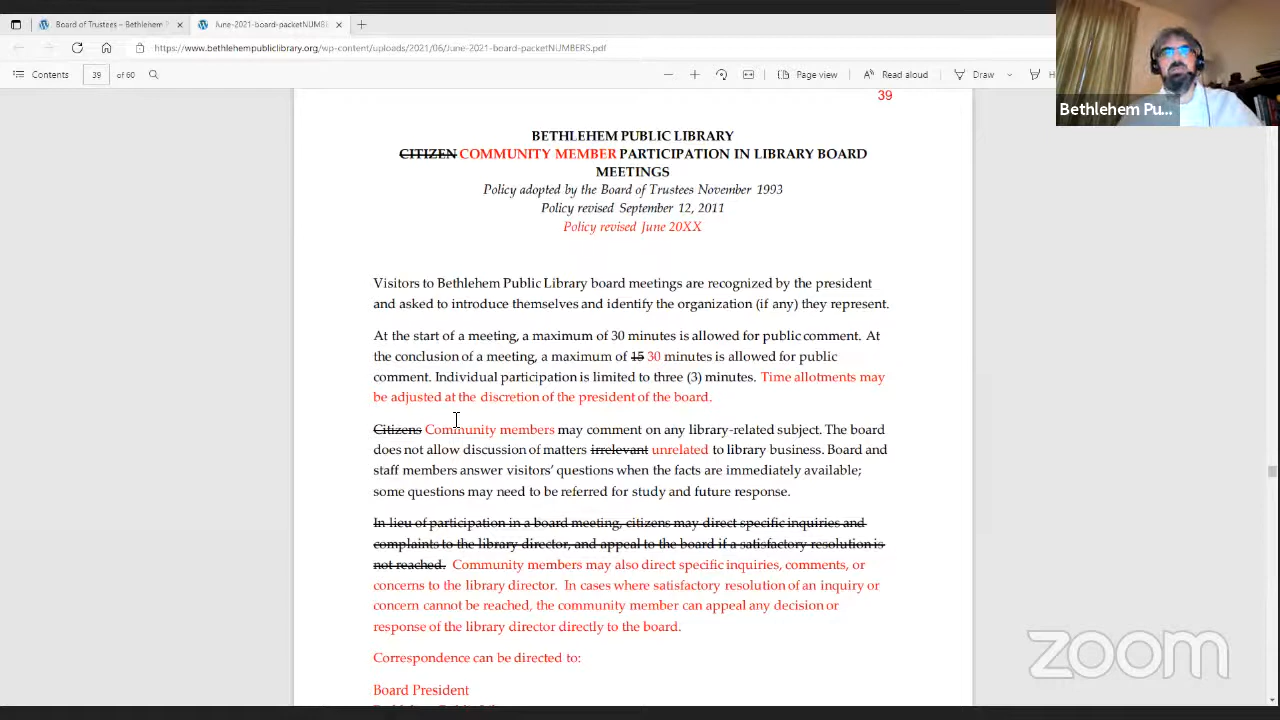 Board of Trustees – Bethlehem P
June-2021-board-packetNUMBE
https://www.bethlehempubliclibrary.org/wp-content/uploads/2021/06/June-2021-board-packetNUMBERS.pdf
Contents
39
of 60
Page view
Read aloud
Draw
39
BETHLEHEM PUBLIC LIBRARY
CITIZEN COMMUNITY MEMBER PARTICIPATION IN LIBRARY BOARD
MEETINGS
Policy adopted by the Board of Trustees November 1993
Policy revised September 12, 2011
Policy revised June 20XX
Visitors to Bethlehem Public Library board meetings are recognized by the president
and asked to introduce themselves and identify the organization (if any) they represent.
At the start of a meeting, a maximum of 30 minutes is allowed for public comment. At
the conclusion of a meeting, a maximum of 15 30 minutes is allowed for public
comment. Individual participation is limited to three (3) minutes. Time allotments may
be adjusted at the discretion of the president of the board.
Citizens Community members may comment on any library-related subject. The board
does not allow discussion of matters irrelevant unrelated to library business. Board and
staff members answer visitors’ questions when the facts are immediately available;
some questions may need to be referred for study and future response.
In lieu of participation in a board meeting, citizens may direct specific inquiries and
complaints to the library director, and appeal to the board if a satisfactory resolution is
not reached. Community members may also direct specific inquiries, comments, or
concerns to the library director. In cases where satisfactory resolution of an inquiry or
concern cannot be reached, the community member can appeal any decision or
response of the library director directly to the board.
Correspondence can be directed to:
Board President
Bethlehem Pu...
zoom